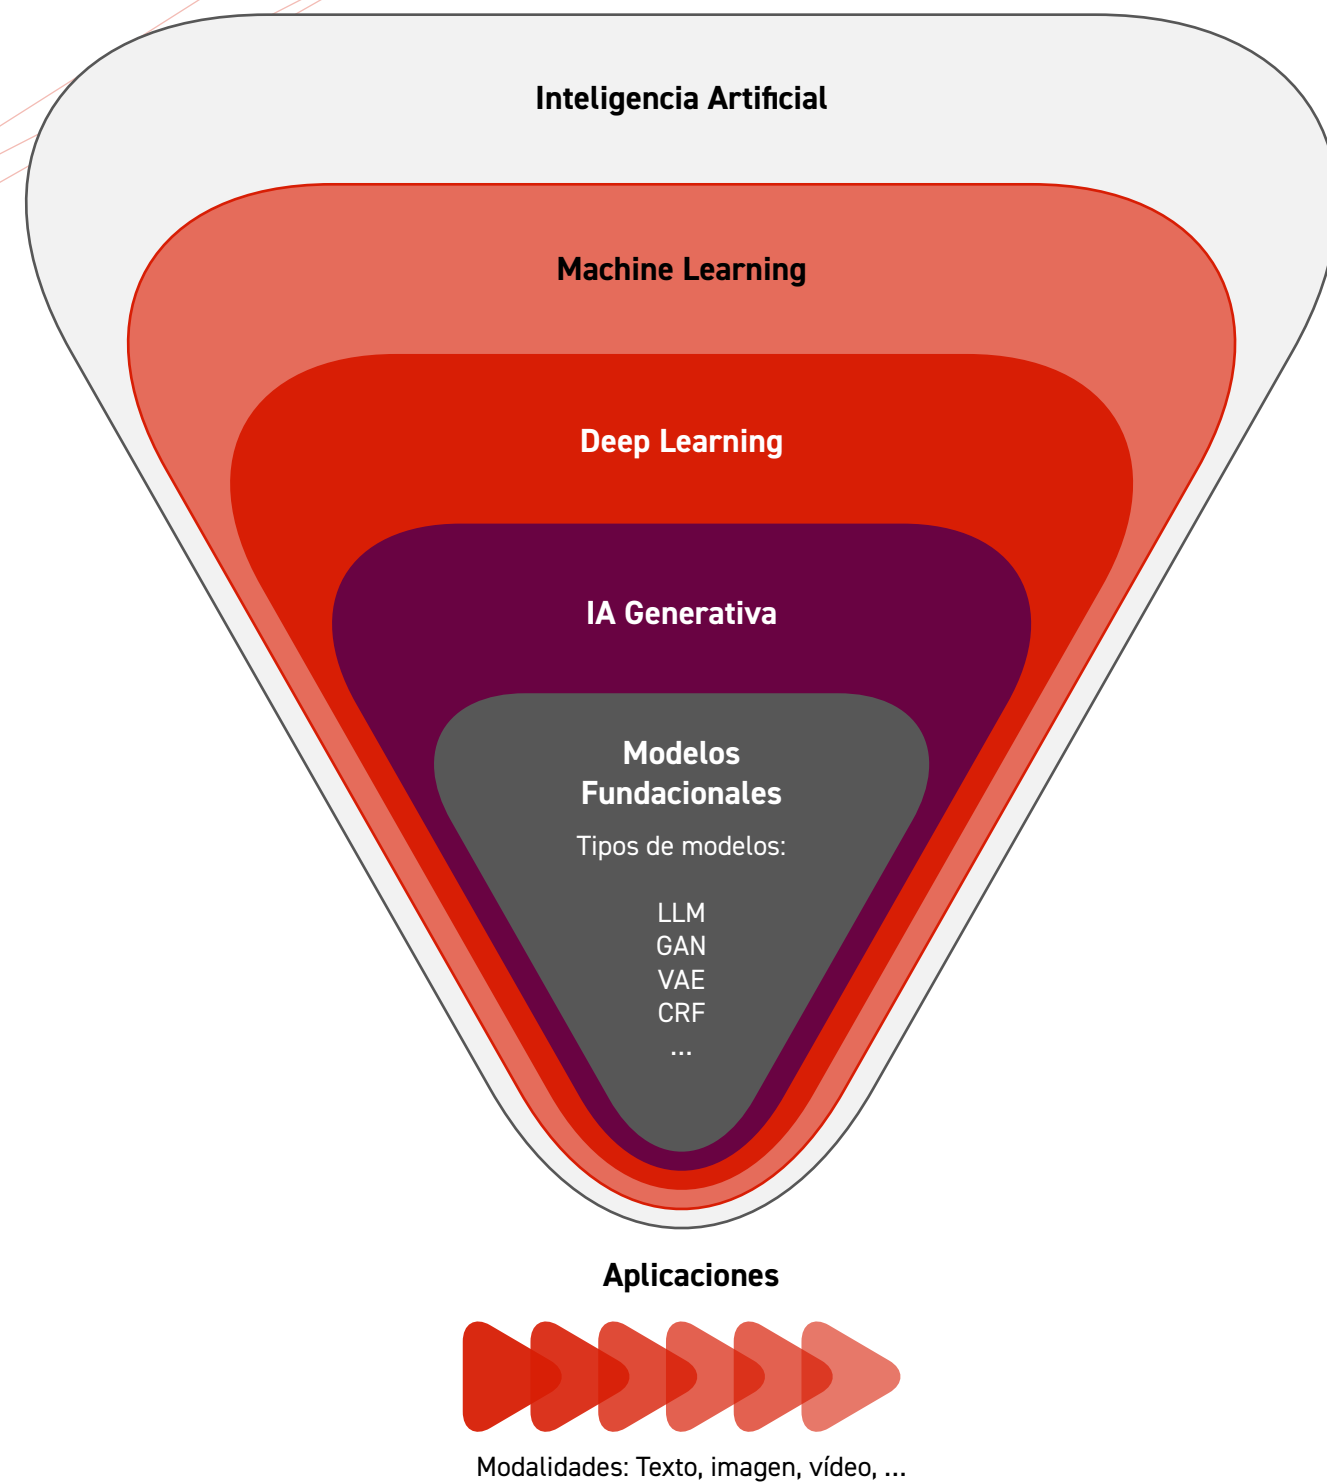 Inteligencia Artificial
Machine Learning
Deep Learning
IA Generativa
Modelos
Fundacionales
Tipos de modelos:
LLM
GAN
VAE
CRF
...
Aplicaciones
Modalidades: Texto, imagen, vídeo, ...